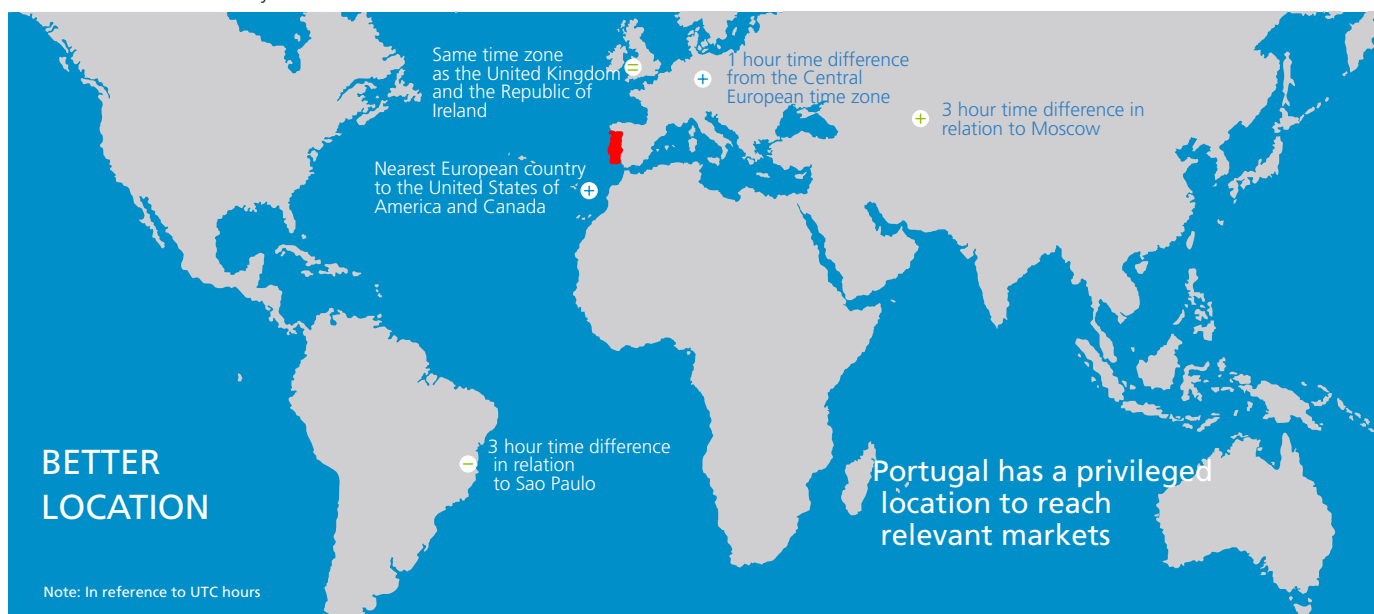 Same time zone
as the United Kingdom
and the Republic of
Ireland
1 hour time difference
from the Central
European time zone
3 hour time difference in
relation to Moscow
Nearest European country
to the United States of
America and Canada
3 hour time difference
in relation
to Sao Paulo
BETTER
LOCATION
Portugal has a privileged
location to reach
relevant markets
Note: In reference to UTC hours